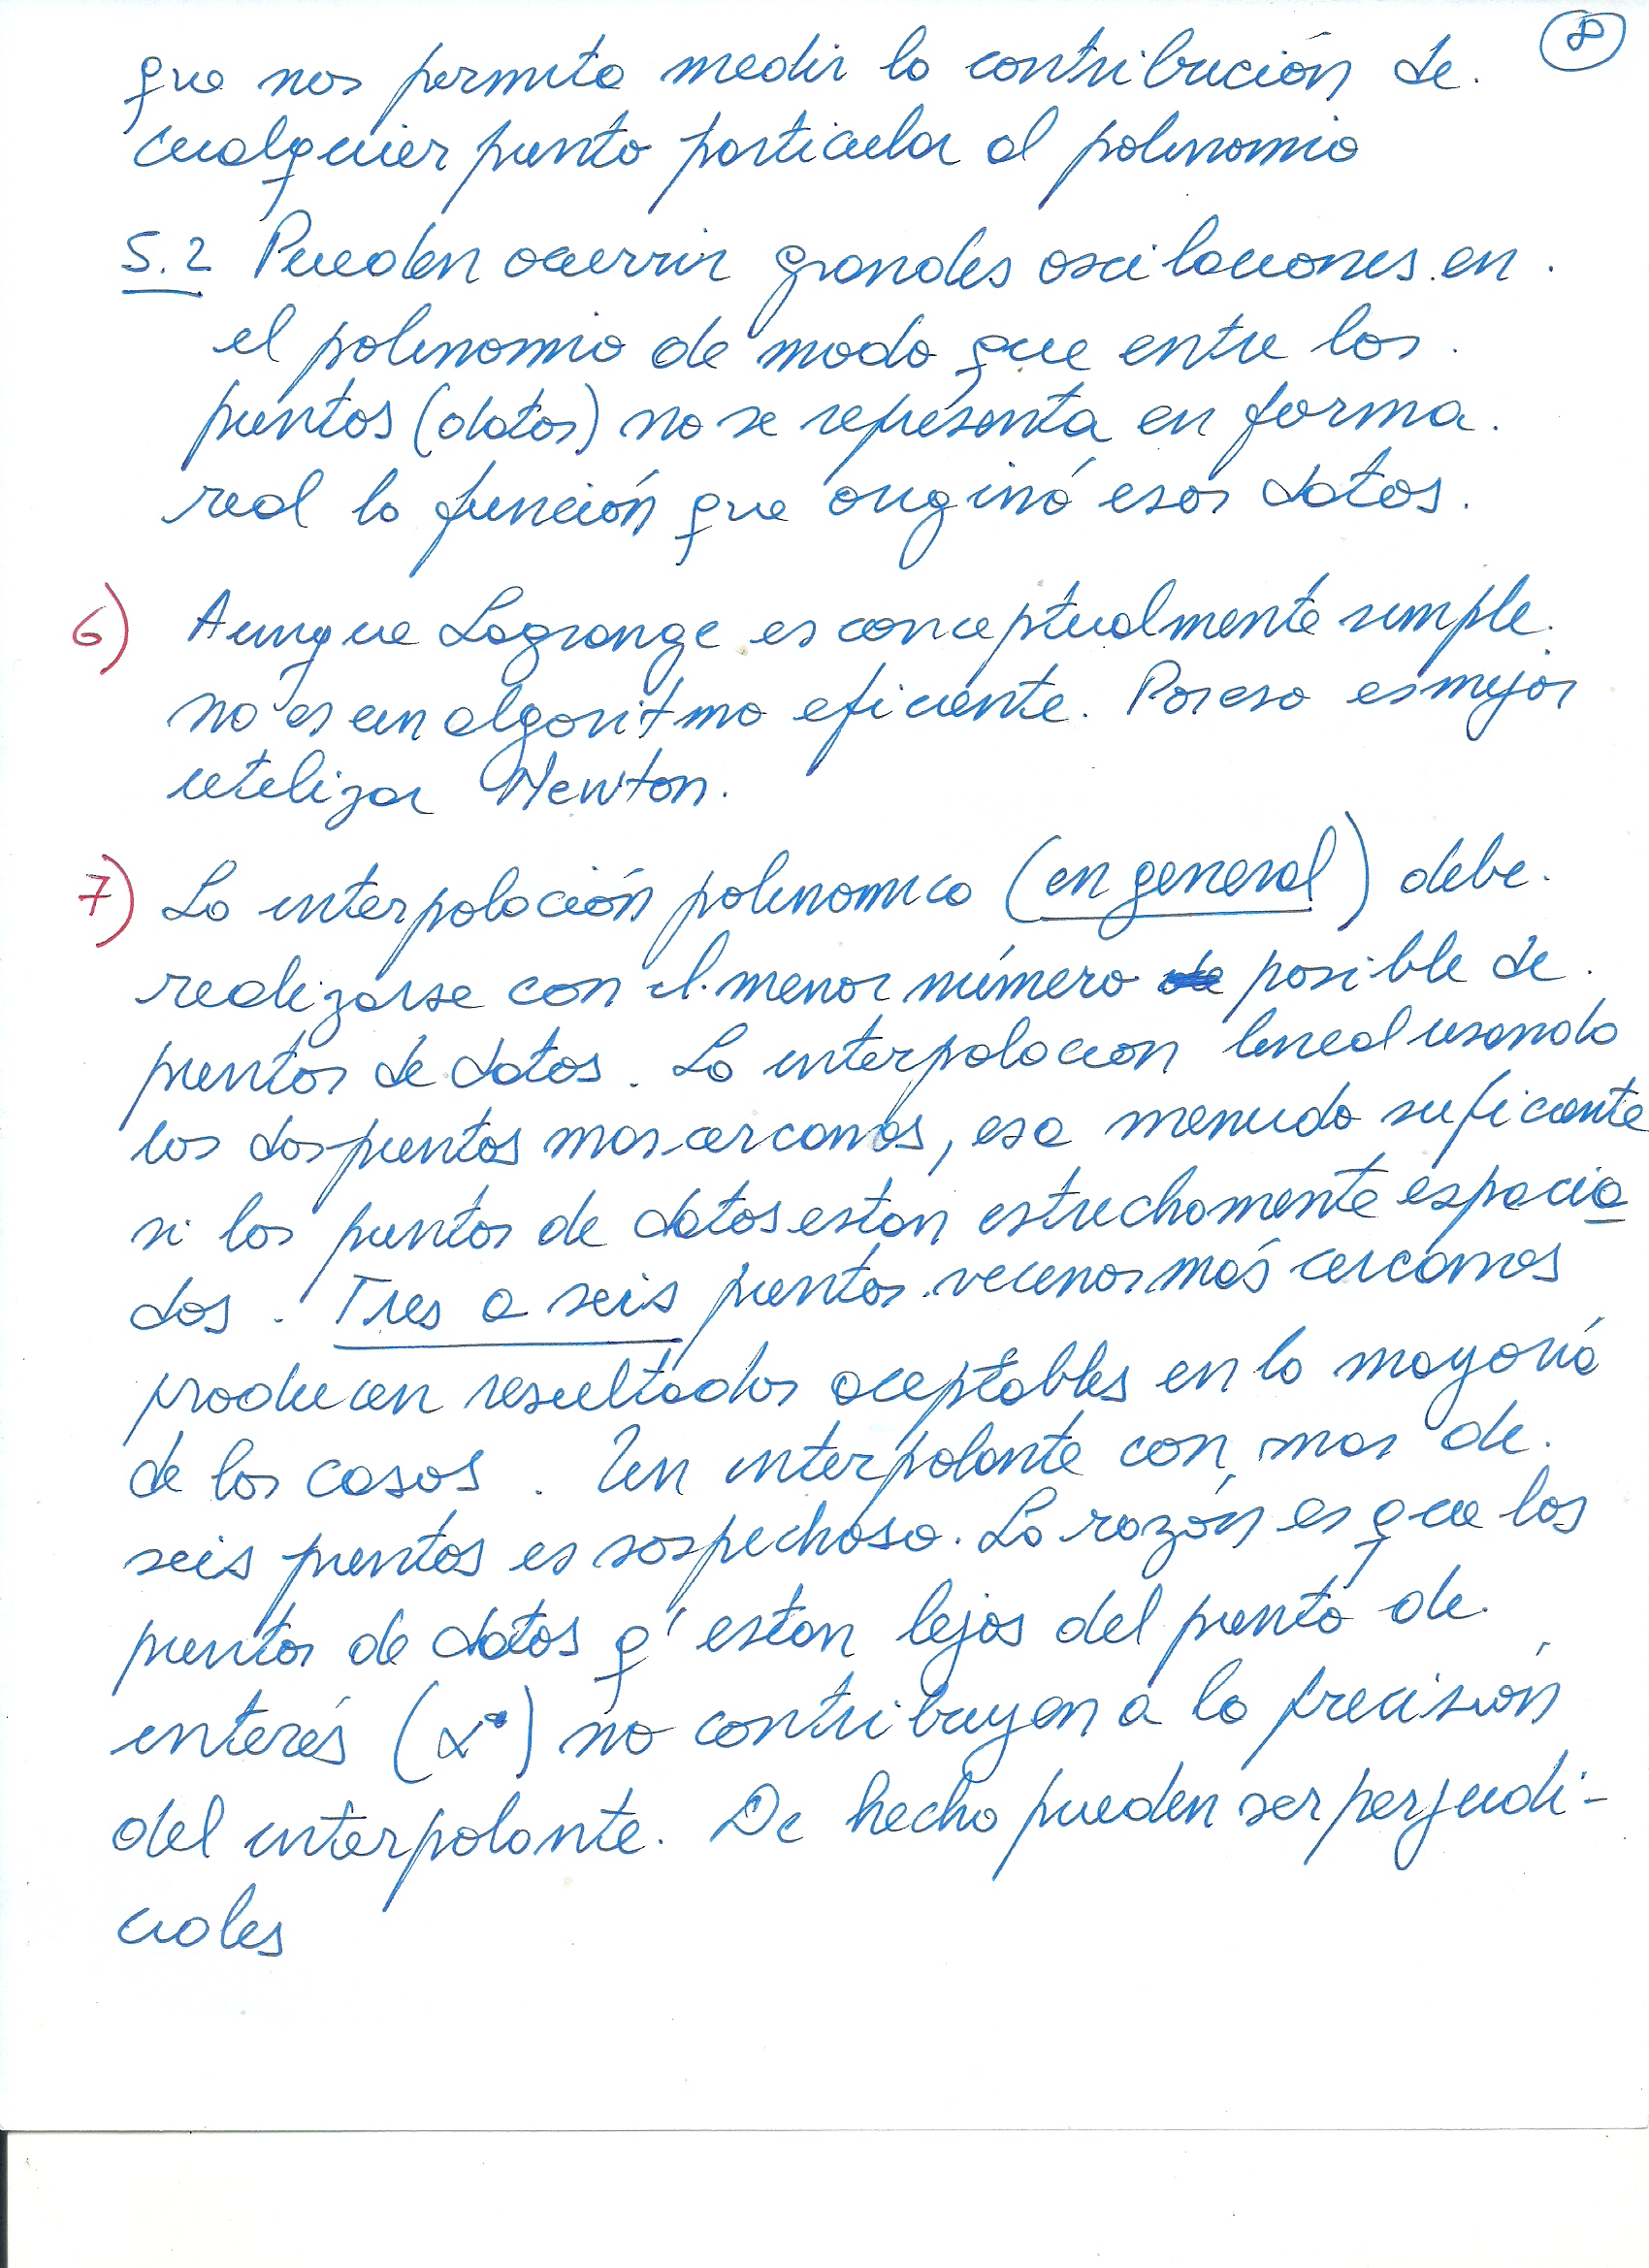 8
que nos permita medir la contribución de
cualquier punto particular al polinomio
5.2 Pueden ocurrir grandes oscilaciones en
el polinomio de modo que entre los
puntos (datos) no se representa en forma
real la función que originó esos datos.
6) Aunque Lagrange es conceptualmente simple
no es un algoritmo eficiente. Por eso es mejor
utilizar Newton.
7) La interpolación polinomica (en general) debe
realizarse con el menor número posible de
puntos de datos. La interpolacion lineal usando
los dos puntos mas cercanos, es a menudo suficiente
si los puntos de datos estan estrechamente espacia
dos. Tres a seis puntos vecinos más cercanos
producen resultados aceptables en la mayoría
de los casos. Un interpolante con mas de
seis puntos es sospechoso. La razón es que los
puntos de datos q' estan lejos del punto de
interés (x*) no contribuyen a la precisión
del interpolante. De hecho pueden ser perjudi-
ciales